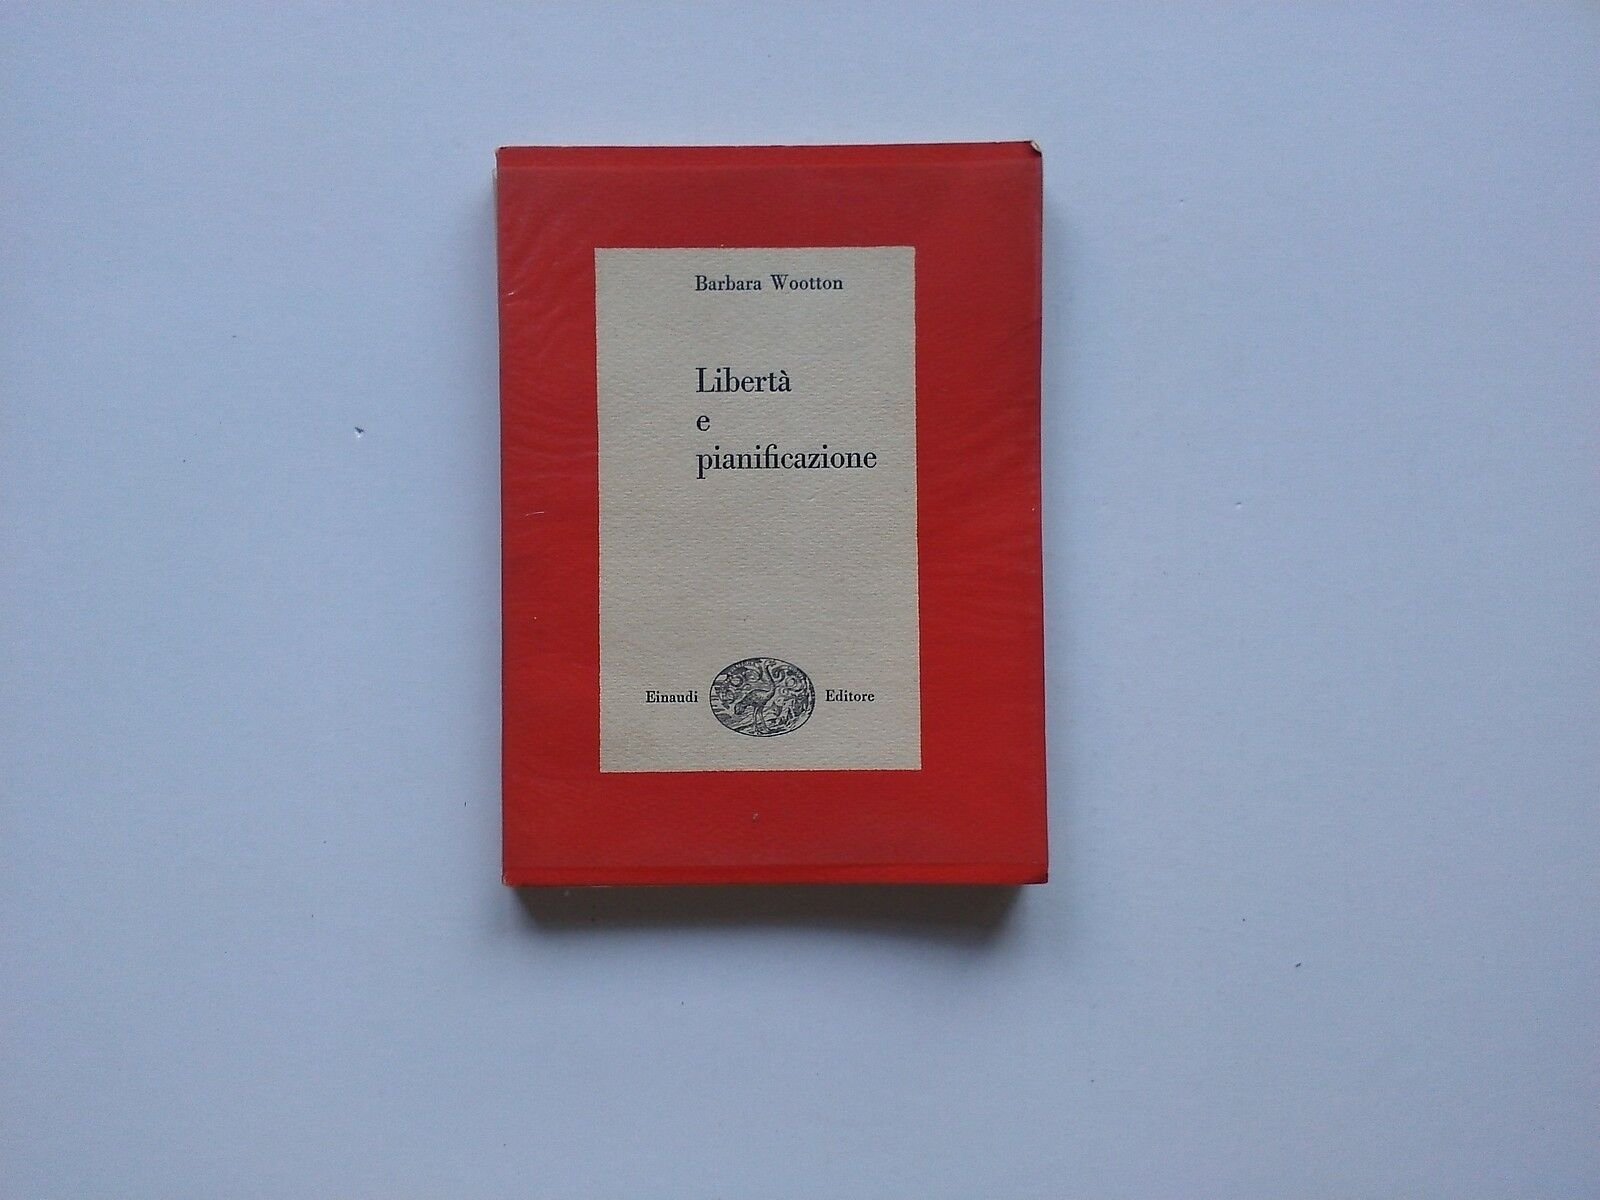 Barbara Wootton
Libertà
e
pianificazione
Einaudi Editore